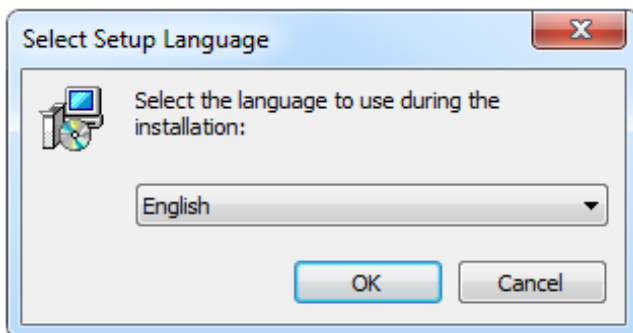 Select Setup Language
Select the language to use during the
installation:
English
OK
Cancel